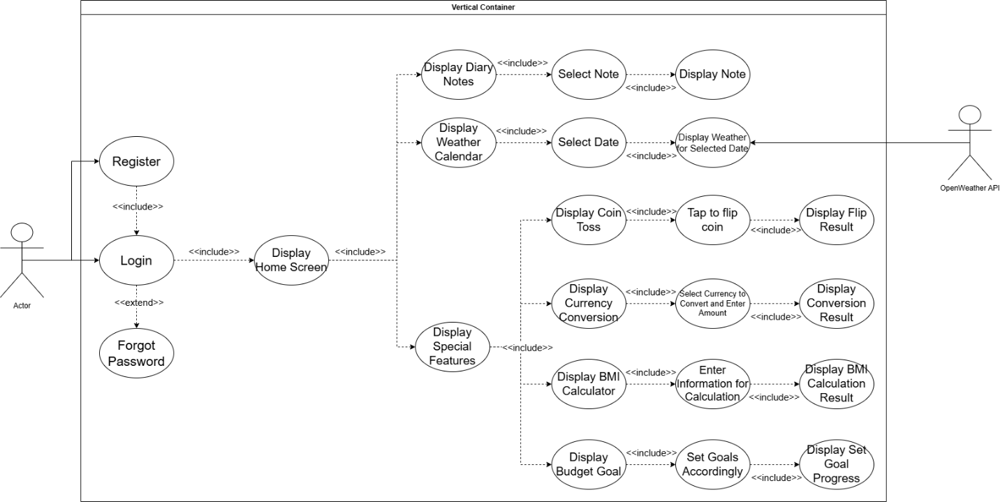 Vertical Container
Display Diary
Notes
<<include>>
Select Note
<<include>>
Display Note
Display
Weather
Calendar
<<include>>
Select Date
<<include>>
Display Weather
for Selected Date
OpenWeather API
Register
<<include>>
Login
<<include>>
Display
Home Screen
<<include>>
<<extend>>
Forgot
Password
Actor
Display Coin
Toss
<<include>>
Tap to flip
coin
<<include>>
Display Flip
Result
Display
Currency
Conversion
<<include>>
Select Currency to
Convert and Enter
Amount
<<include>>
Display
Conversion
Result
Display
Special
Features
<<include>>
Display BMI
Calculator
<<include>>
Enter
Information for
Calculation
<<include>>
Display BMI
Calculation
Result
Display
Budget Goal
<<include>>
Set Goals
Accordingly
<<include>>
Display Set
Goal
Progress